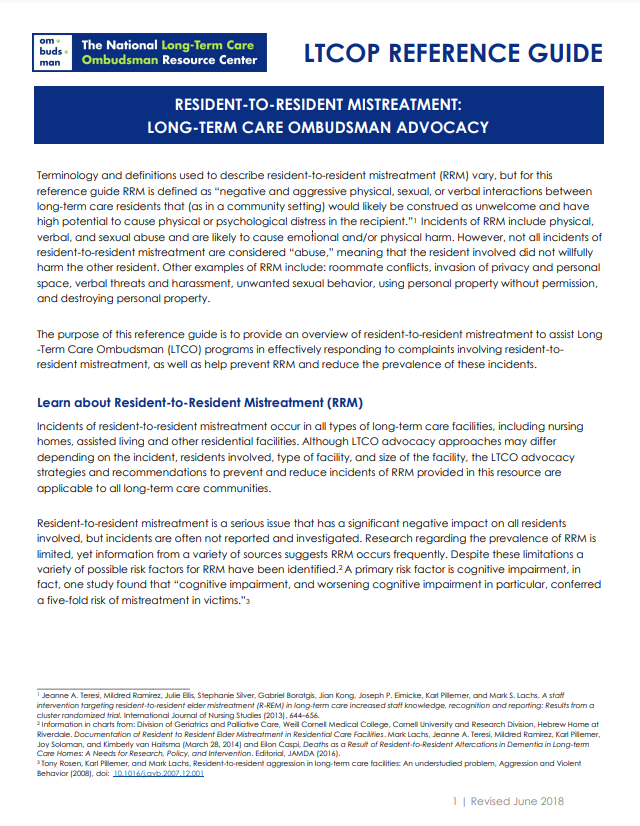 om
buds
man
The National Long-Term Care
Ombudsman Resource Center
LTCOP REFERENCE GUIDE
RESIDENT-TO-RESIDENT MISTREATMENT:
LONG-TERM CARE OMBUDSMAN ADVOCACY
Terminology and definitions used to describe resident-to-resident mistreatment (RRM) vary, but for this
reference guide RRM is defined as “negative and aggressive physical, sexual, or verbal interactions between
long-term care residents that (as in a community setting) would likely be construed as unwelcome and have
high potential to cause physical or psychological distress in the recipient.”1 Incidents of RRM include physical,
verbal, and sexual abuse and are likely to cause emotional and/or physical harm. However, not all incidents of
resident-to-resident mistreatment are considered “abuse,” meaning that the resident involved did not willfully
harm the other resident. Other examples of RRM include: roommate conflicts, invasion of privacy and personal
space, verbal threats and harassment, unwanted sexual behavior, using personal property without permission,
and destroying personal property.
The purpose of this reference guide is to provide an overview of resident-to-resident mistreatment to assist Long
-Term Care Ombudsman (LTCO) programs in effectively responding to complaints involving resident-to-
resident mistreatment, as well as help prevent RRM and reduce the prevalence of these incidents.
Learn about Resident-to-Resident Mistreatment (RRM)
Incidents of resident-to-resident mistreatment occur in all types of long-term care facilities, including nursing
homes, assisted living and other residential facilities. Although LTCO advocacy approaches may differ
depending on the incident, residents involved, type of facility, and size of the facility, the LTCO advocacy
strategies and recommendations to prevent and reduce incidents of RRM provided in this resource are
applicable to all long-term care communities.
Resident-to-resident mistreatment is a serious issue that has a significant negative impact on all residents
involved, but incidents are often not reported and investigated. Research regarding the prevalence of RRM is
limited, yet information from a variety of sources suggests RRM occurs frequently. Despite these limitations a
variety of possible risk factors for RRM have been identified.2 A primary risk factor is cognitive impairment, in
fact, one study found that “cognitive impairment, and worsening cognitive impairment in particular, conferred
a five-fold risk of mistreatment in victims.”3
1 Jeanne A. Teresi, Mildred Ramirez, Julie Ellis, Stephanie Silver, Gabriel Boratgis, Jian Kong, Joseph P. Eimicke, Karl Pillemer, and Mark S. Lachs. A staff
intervention targeting resident-to-resident elder mistreatment (R-REM) in long-term care increased staff knowledge, recognition and reporting: Results from a
cluster randomized trial. International Journal of Nursing Studies (2013), 644–656.
2 Information in charts from: Division of Geriatrics and Palliative Care, Weill Cornell Medical College, Cornell University and Research Division, Hebrew Home at
Riverdale. Documentation of Resident to Resident Elder Mistreatment in Residential Care Facilities. Mark Lachs, Jeanne A. Teresi, Mildred Ramirez, Karl Pillemer,
Joy Soloman, and Kimberly van Haitsma (March 28, 2014) and Eilon Caspi, Deaths as a Result of Resident-to-Resident Altercations in Dementia in Long-term
Care Homes: A Needs for Research, Policy, and Intervention. Editorial, JAMDA (2016).
3 Tony Rosen, Karl Pillemer, and Mark Lachs, Resident-to-resident aggression in long-term care facilities: An understudied problem, Aggression and Violent
Behavior (2008), doi: 10.1016/j.avb.2007.12.001
1 | Revised June 2018